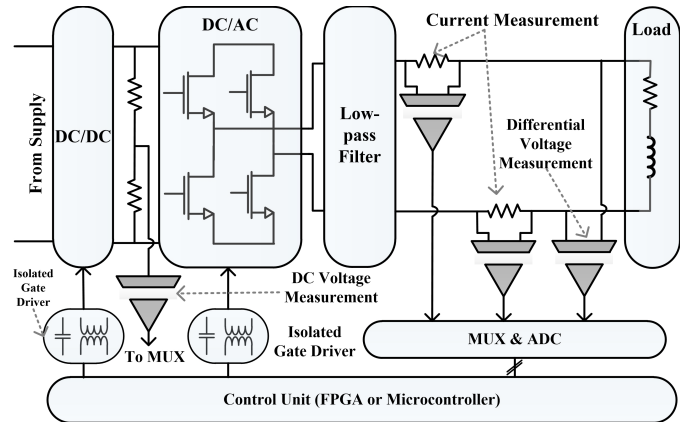 DC/AC
Current Measurement
Load
From Supply
DC/DC
Low-
pass
Filter
Differential
Voltage
Measurement
Isolated
Gate
Driver
DC Voltage
Measurement
To MUX
Isolated
Gate Driver
MUX & ADC
Control Unit (FPGA or Microcontroller)